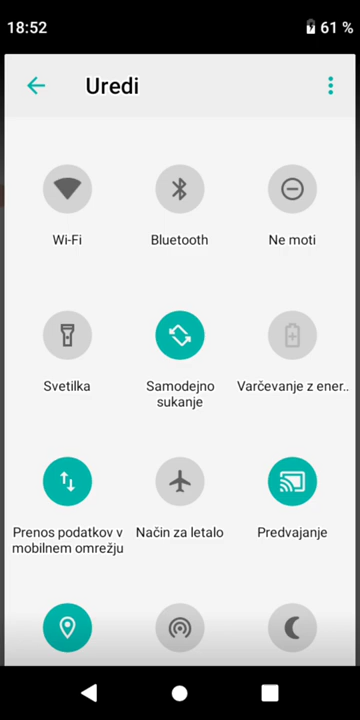 18:52
61 %
Uredi
Wi-Fi
Bluetooth
Ne moti
Svetilka
Samodejno
sukanje
Varčevanje z ener..
Prenos podatkov v
mobilnem omrežju
Način za letalo
Predvajanje